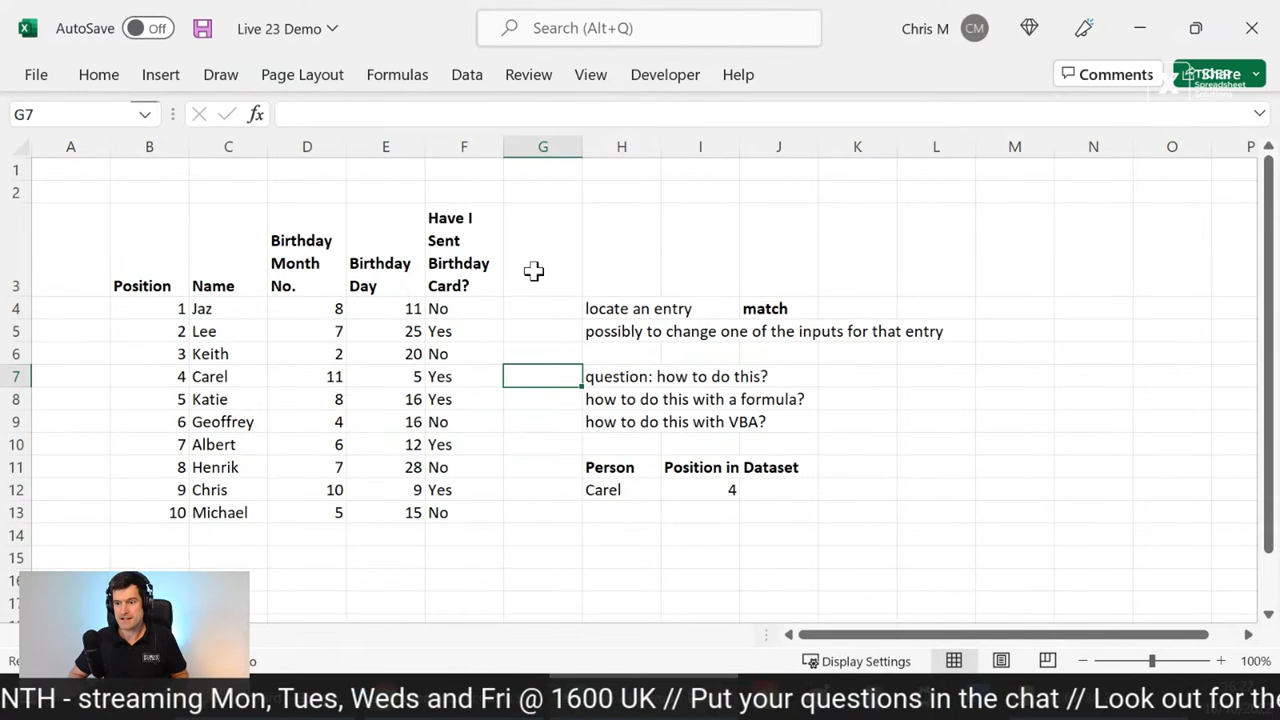 AutoSave Off Live 23 Demo Search (Alt+Q) Chris M CM
File Home Insert Draw Page Layout Formulas Data Review View Developer Help Comments Share
Spreadsheet
G7 fx
A B C D E F G H I J K L M N O P
1
2
Have I
Birthday Sent
Month Birthday Birthday
3 Position Name No. Day Card?
4 1 Jaz 8 11 No locate an entry match
5 2 Lee 7 25 Yes possibly to change one of the inputs for that entry
6 3 Keith 2 20 No
7 4 Carel 11 5 Yes question: how to do this?
8 5 Katie 8 16 Yes how to do this with a formula?
9 6 Geoffrey 4 16 No how to do this with VBA?
10 7 Albert 6 12 Yes
11 8 Henrik 7 28 No Person Position in Dataset
12 9 Chris 10 9 Yes Carel 4
13 10 Michael 5 15 No
14
15
16
Display Settings 100%
NTH - streaming Mon, Tues, Weds and Fri @ 1600 UK // Put your questions in the chat // Look out for the